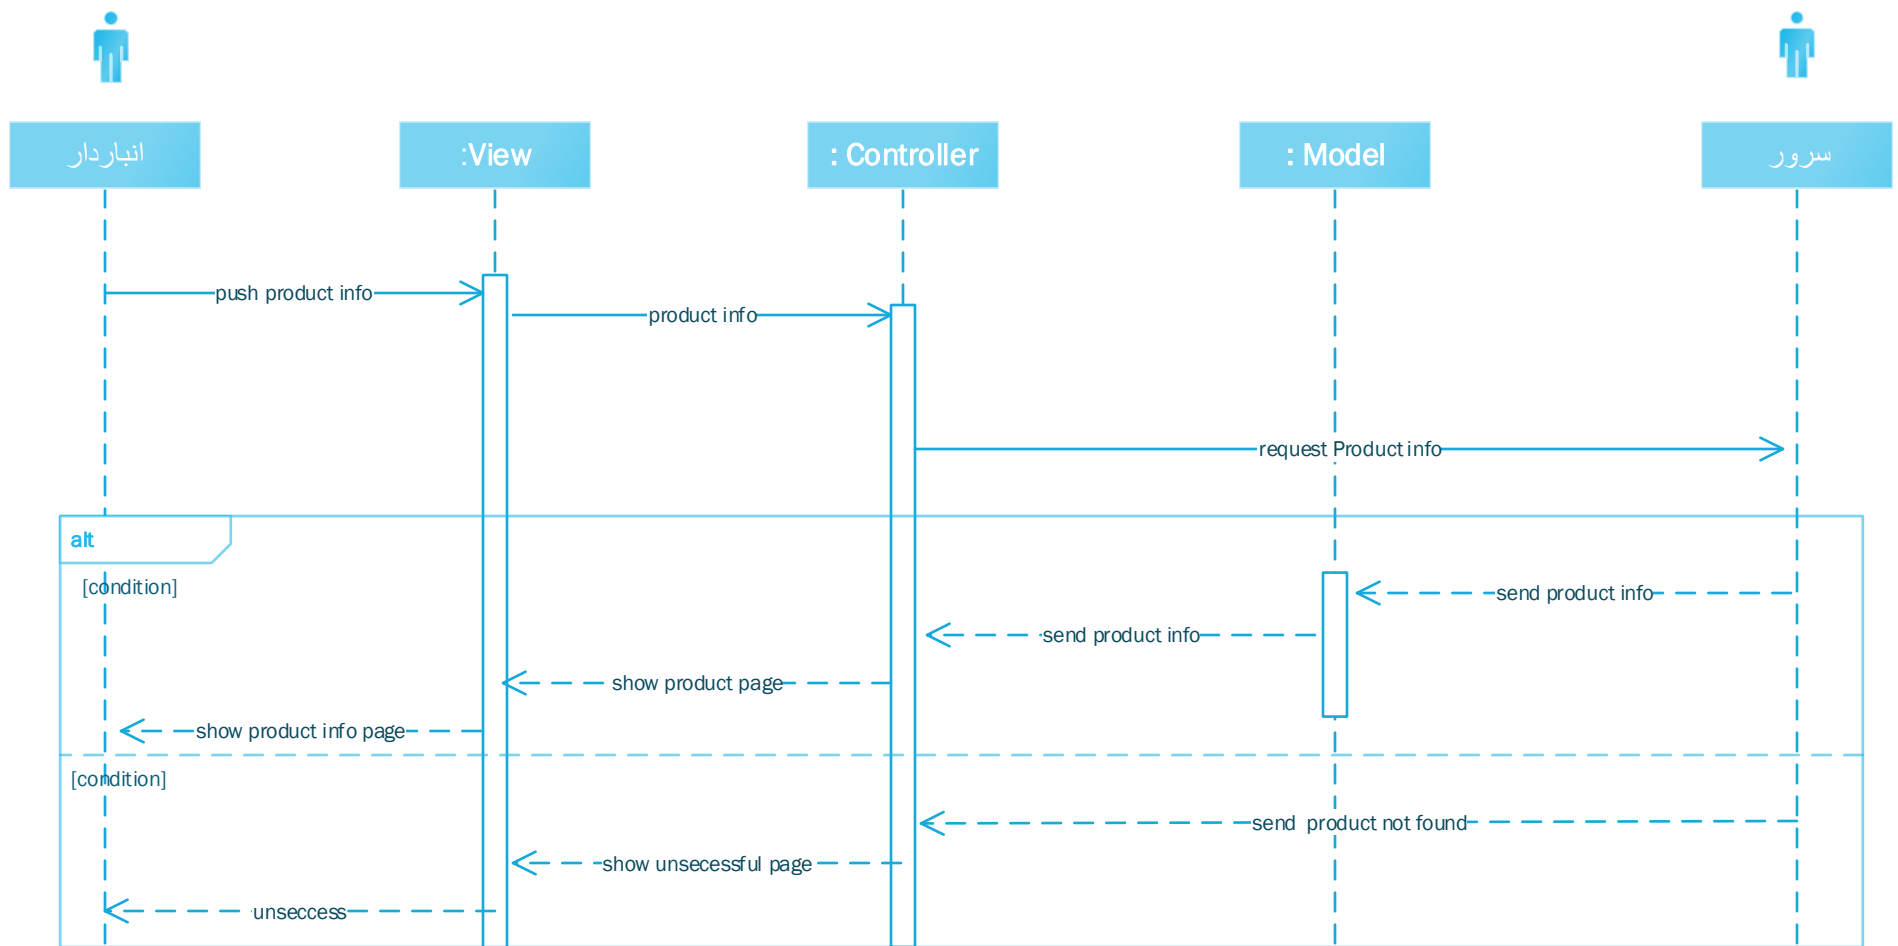 انباردار
:View
: Controller
: Model
سرور
push product info
product info
request Product info
alt
[condition]
send product info
send product info
show product page
show product info page
[condition]
send product not found
show unsecessful page
unseccess